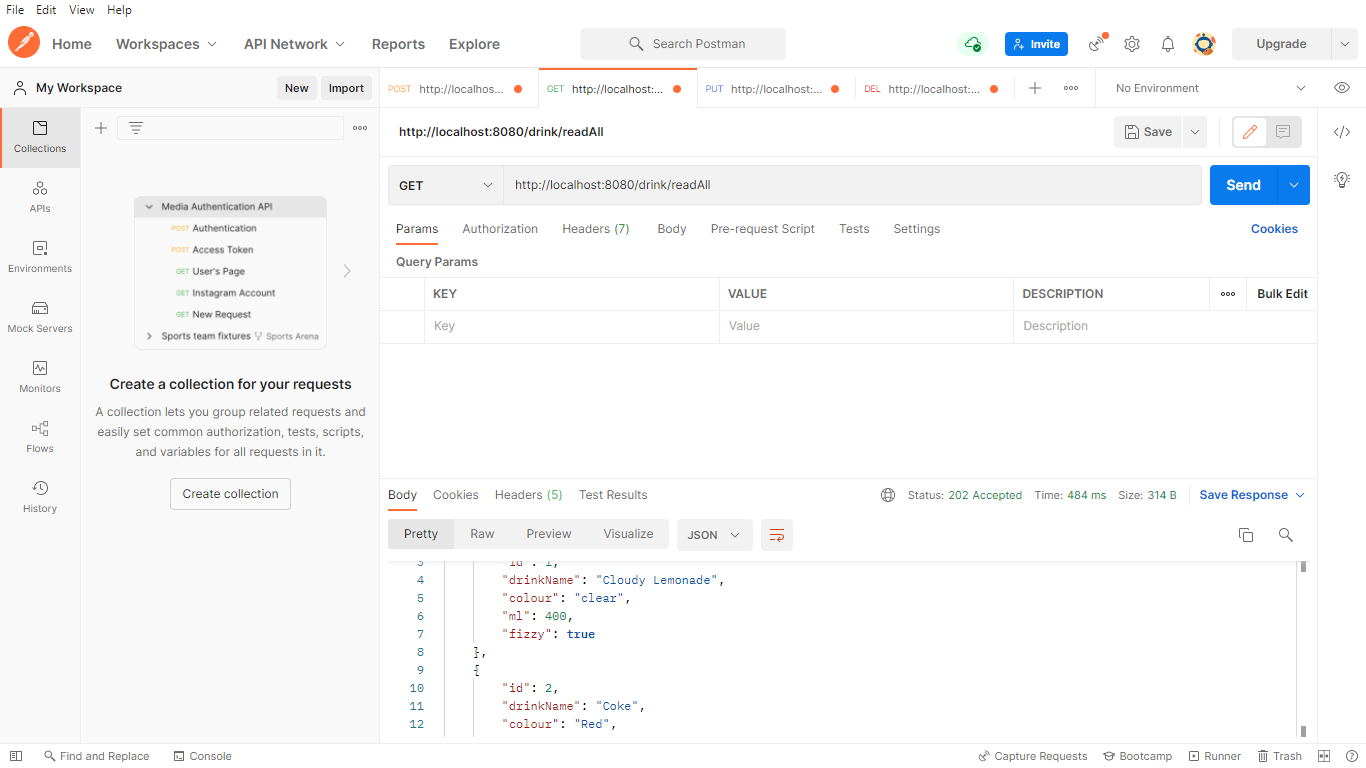 File Edit View Help
Home Workspaces API Network Reports Explore Search Postman Invite Upgrade
My Workspace New Import POST http://localhos... GET http://localhost:... PUT http://localhost:... DEL http://localhost:... No Environment
Collections
APIs
Environments
Mock Servers
Monitors
Flows
History
Media Authentication API
POST Authentication
POST Access Token
GET User's Page
GET Instagram Account
GET New Request
Sports team fixtures Sports Arena
Create a collection for your requests
A collection lets you group related requests and
easily set common authorization, tests, scripts,
and variables for all requests in it.
Create collection
http://localhost:8080/drink/readAll Save
GET http://localhost:8080/drink/readAll Send
Params Authorization Headers (7) Body Pre-request Script Tests Settings Cookies
Query Params
KEY VALUE DESCRIPTION Bulk Edit
Key Value Description
Body Cookies Headers (5) Test Results Status: 202 Accepted Time: 484 ms Size: 314 B Save Response
Pretty Raw Preview Visualize JSON
3 "id": 1,
4 "drinkName": "Cloudy Lemonade",
5 "colour": "clear",
6 "ml": 400,
7 "fizzy": true
8 },
9 {
10 "id": 2,
11 "drinkName": "Coke",
12 "colour": "Red",
Find and Replace Console Capture Requests Bootcamp Runner Trash